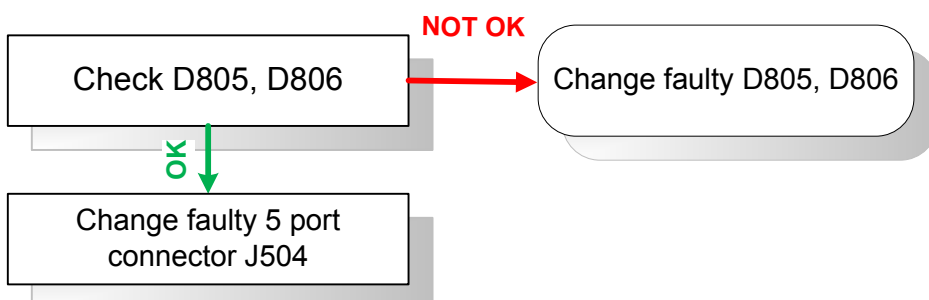 NOT OK
Check D805, D806
Change faulty D805, D806
OK
Change faulty 5 port
connector J504